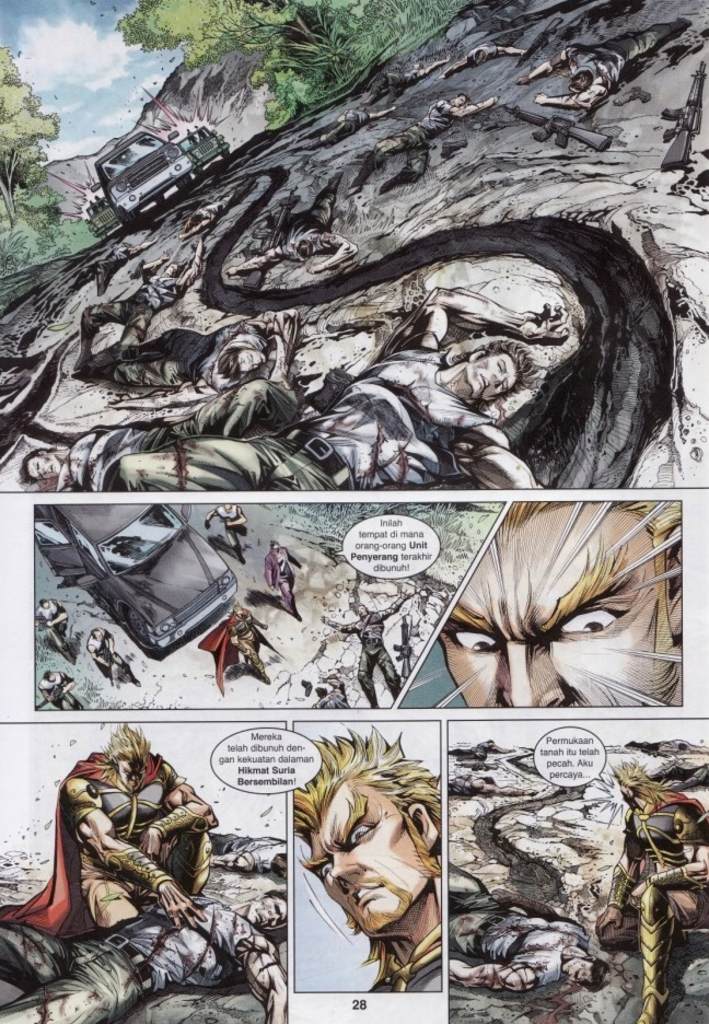 Inilah
tempat di mana
orang-orang Unit
Penyerang terakhir
dibunuh!
Mereka
telah dibunuh den-
gan kekuatan dalaman
Hikmat Suria
Bersembilan!
Permukaan
tanah itu telah
pecah. Aku
percaya...
28